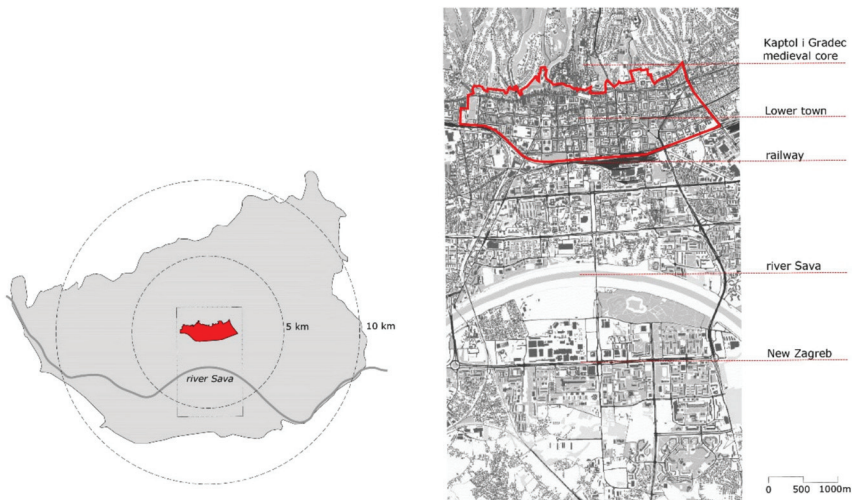 5 km
10 km
river Sava
Kaptol i Gradec
medieval core
Lower town
railway
river Sava
New Zagreb
0 500 1000m